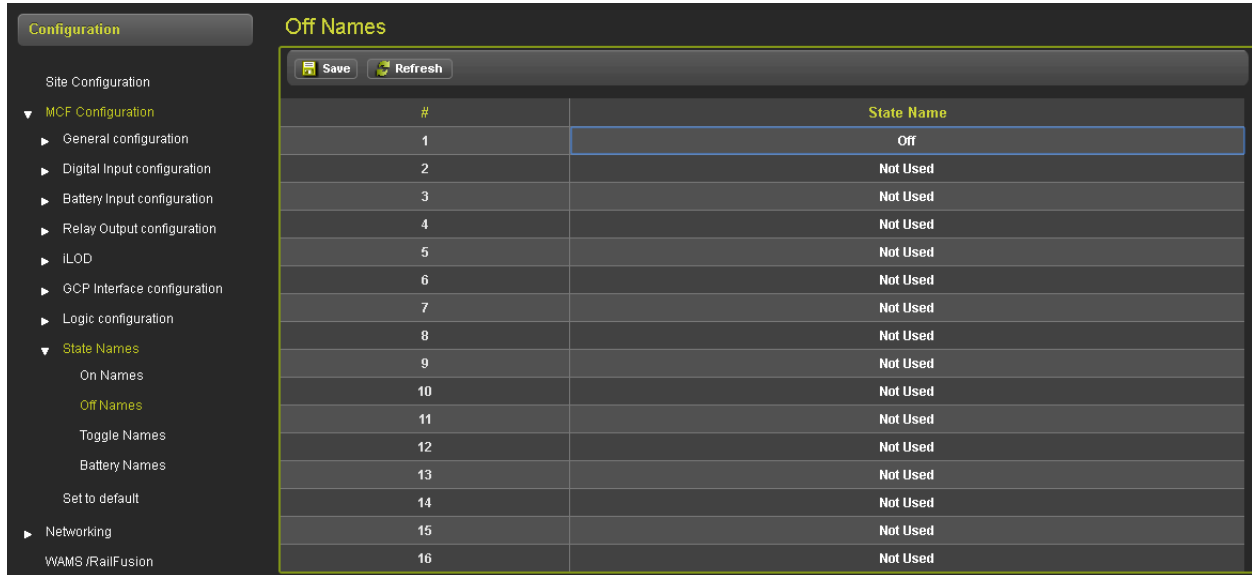 Configuration
Site Configuration
MCF Configuration
General configuration
Digital Input configuration
Battery Input configuration
Relay Output configuration
iLOD
GCP Interface configuration
Logic configuration
State Names
On Names
Off Names
Toggle Names
Battery Names
Set to default
Networking
WAMS /RailFusion
Off Names
Save Refresh
# State Name
1 Off
2 Not Used
3 Not Used
4 Not Used
5 Not Used
6 Not Used
7 Not Used
8 Not Used
9 Not Used
10 Not Used
11 Not Used
12 Not Used
13 Not Used
14 Not Used
15 Not Used
16 Not Used